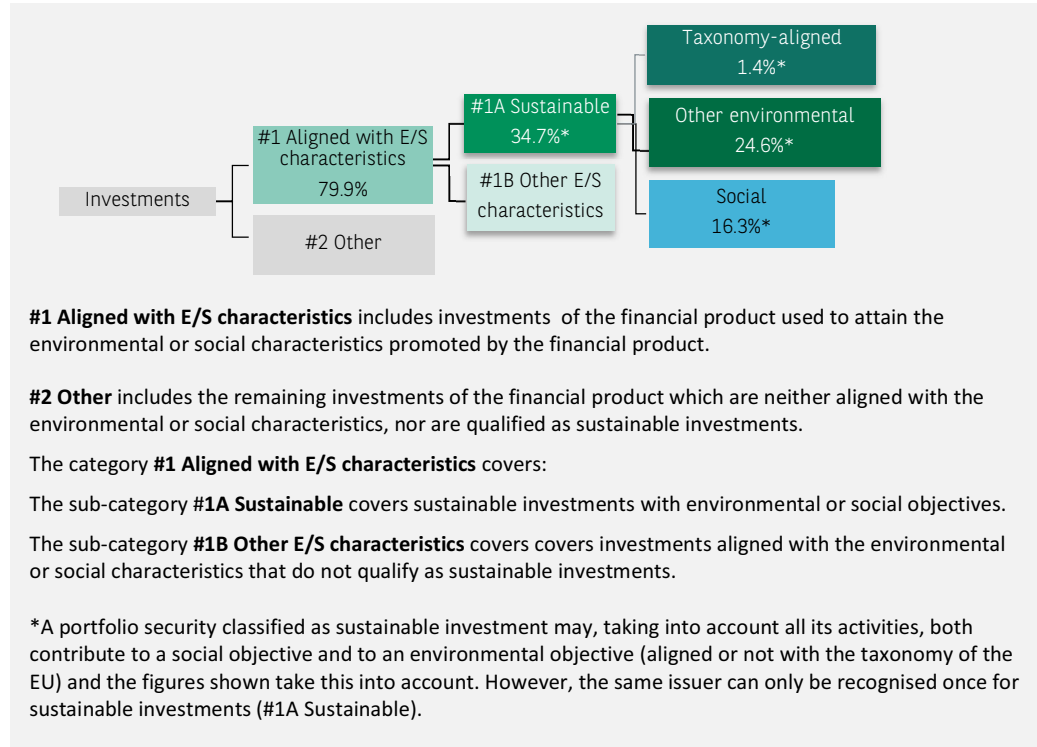 Taxonomy-aligned
1.4%*
#1A Sustainable
34.7%*
Other environmental
24.6%*
#1 Aligned with E/S
characteristics
79.9%
#1B Other E/S
characteristics
Investments
Social
16.3%*
#2 Other
#1 Aligned with E/S characteristics includes investments of the financial product used to attain the
environmental or social characteristics promoted by the financial product.
#2 Other includes the remaining investments of the financial product which are neither aligned with the
environmental or social characteristics, nor are qualified as sustainable investments.
The category #1 Aligned with E/S characteristics covers:
The sub-category #1A Sustainable covers sustainable investments with environmental or social objectives.
The sub-category #1B Other E/S characteristics covers covers investments aligned with the environmental
or social characteristics that do not qualify as sustainable investments.
*A portfolio security classified as sustainable investment may, taking into account all its activities, both
contribute to a social objective and to an environmental objective (aligned or not with the taxonomy of the
EU) and the figures shown take this into account. However, the same issuer can only be recognised once for
sustainable investments (#1A Sustainable).